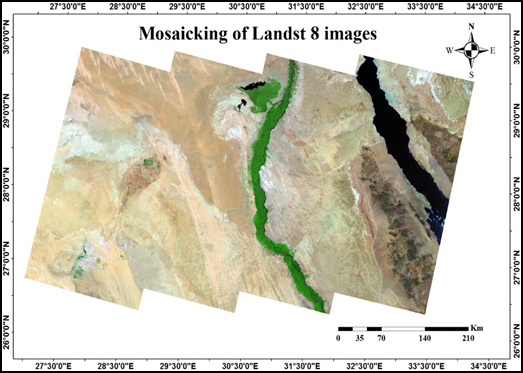 27°30'0"E 28°30'0"E 29°30'0"E 30°30'0"E 31°30'0"E 32°30'0"E 33°30'0"E 34°30'0"E
Mosaicking of Landst 8 images
N
W E
S
30°0'0"N 30°0'0"N
29°0'0"N 29°0'0"N
28°0'0"N 28°0'0"N
27°0'0"N 27°0'0"N
26°0'0"N 26°0'0"N
Km
0 35 70 140 210
27°30'0"E 28°30'0"E 29°30'0"E 30°30'0"E 31°30'0"E 32°30'0"E 33°30'0"E 34°30'0"E